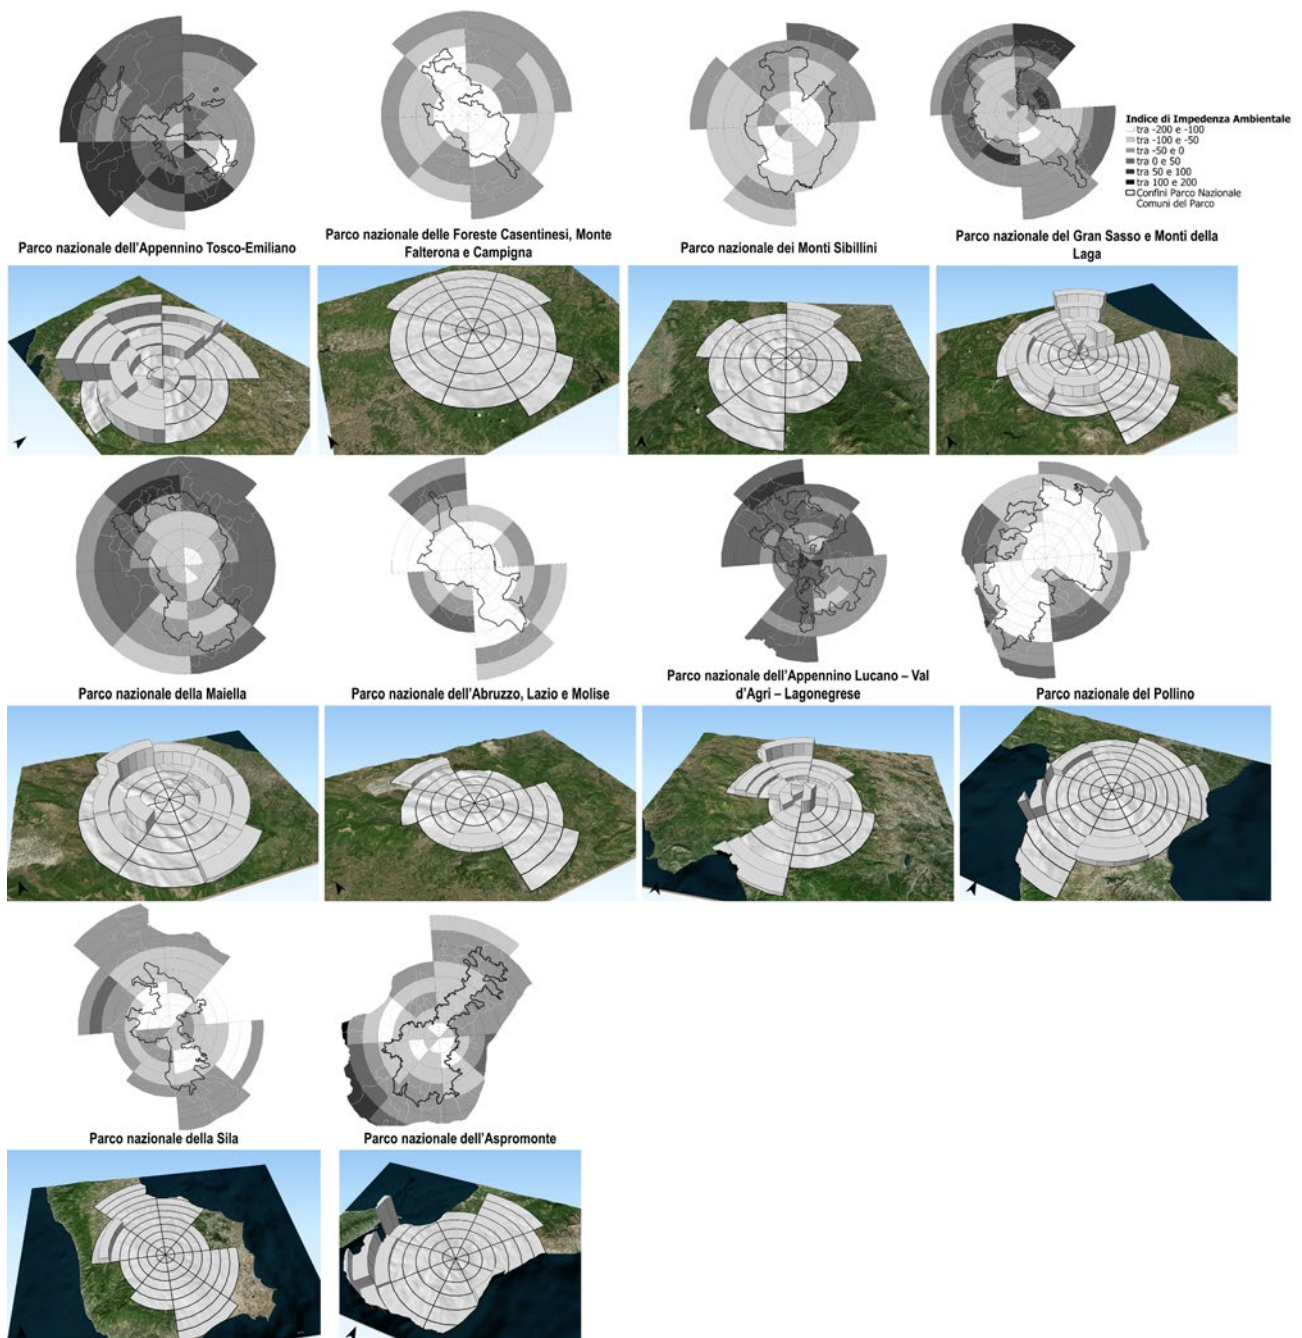 Indice di Impedenza Ambientale
tra -200 e -100
tra -100 e -50
tra -50 e 0
tra 0 e 50
tra 50 e 100
tra 100 e 200
Confini Parco Nazionale
Comuni del Parco
Parco nazionale dell'Appennino Tosco-Emiliano
Parco nazionale delle Foreste Casentinesi, Monte
Falterona e Campigna
Parco nazionale dei Monti Sibillini
Parco nazionale del Gran Sasso e Monti della
Laga
Parco nazionale della Maiella
Parco nazionale dell'Abruzzo, Lazio e Molise
Parco nazionale dell'Appennino Lucano – Val
d'Agri – Lagonegrese
Parco nazionale del Pollino
Parco nazionale della Sila
Parco nazionale dell'Aspromonte